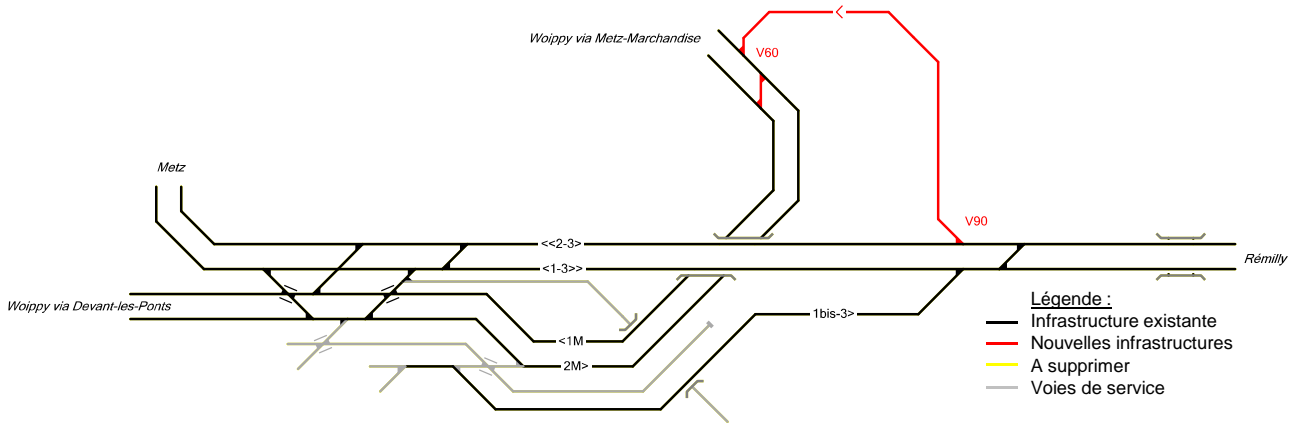 Woippy via Metz-Marchandise
V60
Metz
V90
<<2-3>
<1-3>>
Rémilly
Woippy via Devant-les-Ponts
Légende :
1bis-3>
Infrastructure existante
<1M
Nouvelles infrastructures
2M>
A supprimer
Voies de service